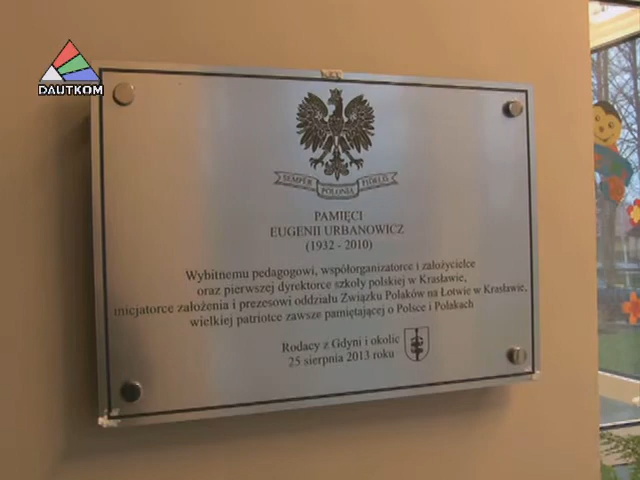 DAUTKOM
SEMPER POLONIA FIDELIS
PAMIĘCI
EUGENII URBANOWICZ
(1932 - 2010)
Wybitnemu pedagogowi, współorganizatorce i założycielce
oraz pierwszej dyrektorce szkoły polskiej w Krasławie,
inicjatorce założenia i prezesowi oddziału Związku Polaków na Łotwie w Krasławie,
wielkiej patriotce zawsze pamiętającej o Polsce i Polakach
Rodacy z Gdyni i okolic
25 sierpnia 2013 roku